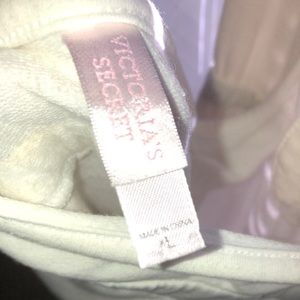 VICTORIA'S
SECRET
MADE IN CHINA
XL